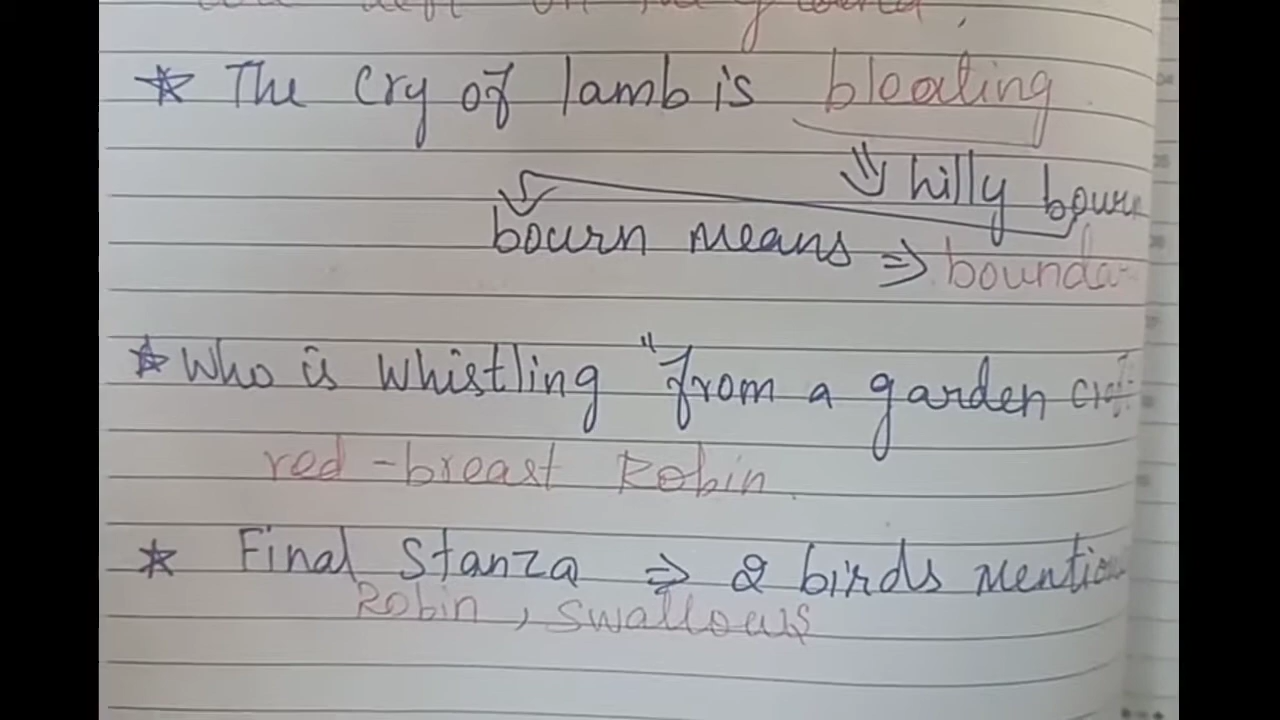 ★ The cry of lamb is bleating
⇓ hilly bourn
bourn means ⇒ bounda
★ Who is whistling "from a garden
red-breast Robin.
★ Final Stanza ⇒ 2 birds mention
Robin, Swallows